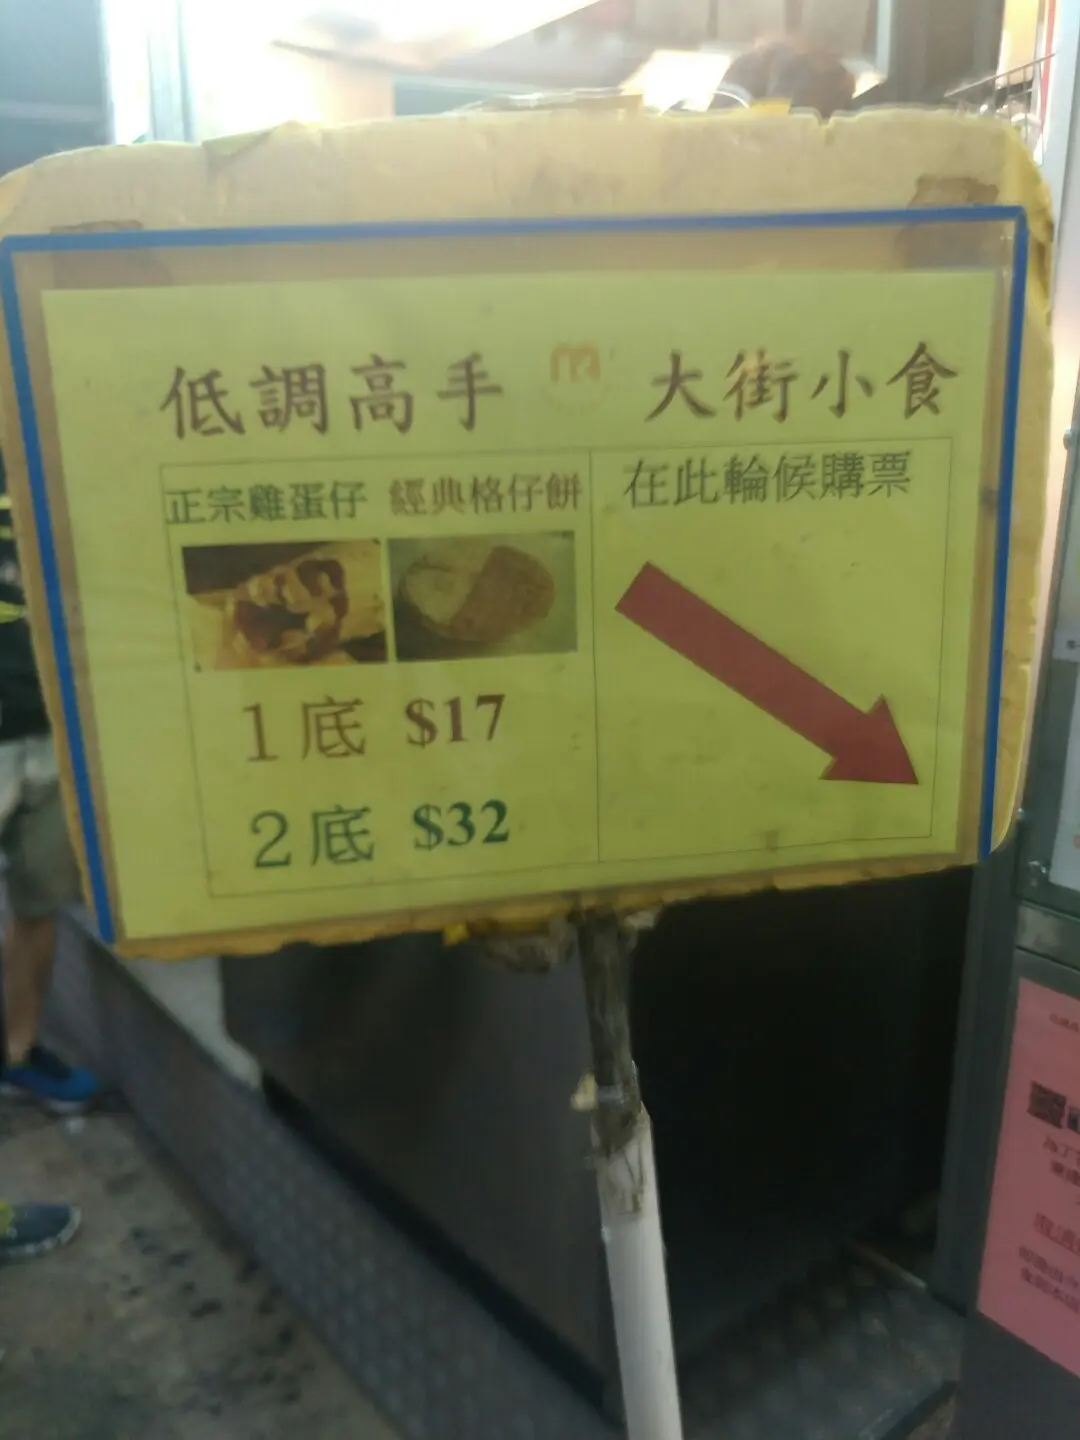 低調高手 大街小食
正宗雞蛋仔 經典格仔餅
在此輪候購票
1底 $17
2底 $32